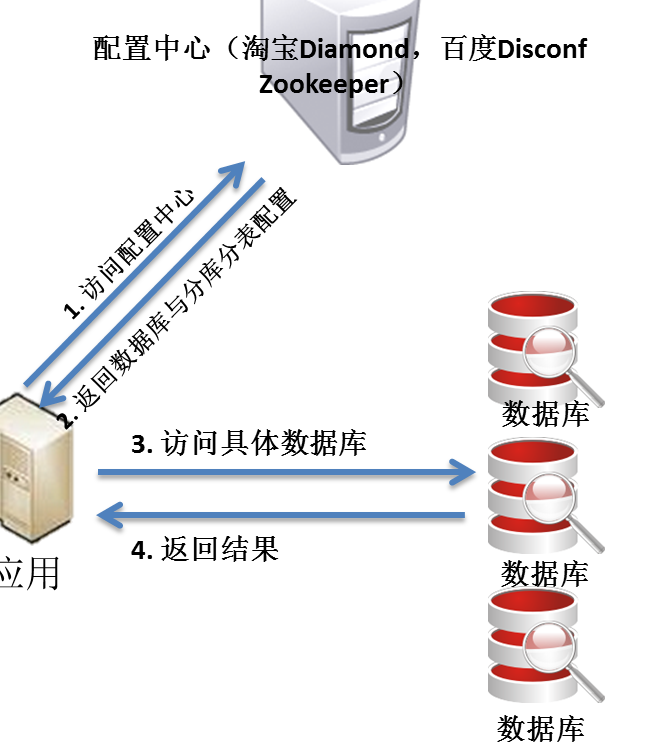 配置中心（淘宝Diamond，百度Disconf
Zookeeper）
1. 访问配置中心
2. 返回数据库与分库分表配置
数据库
3. 访问具体数据库
4. 返回结果
应用
数据库
数据库